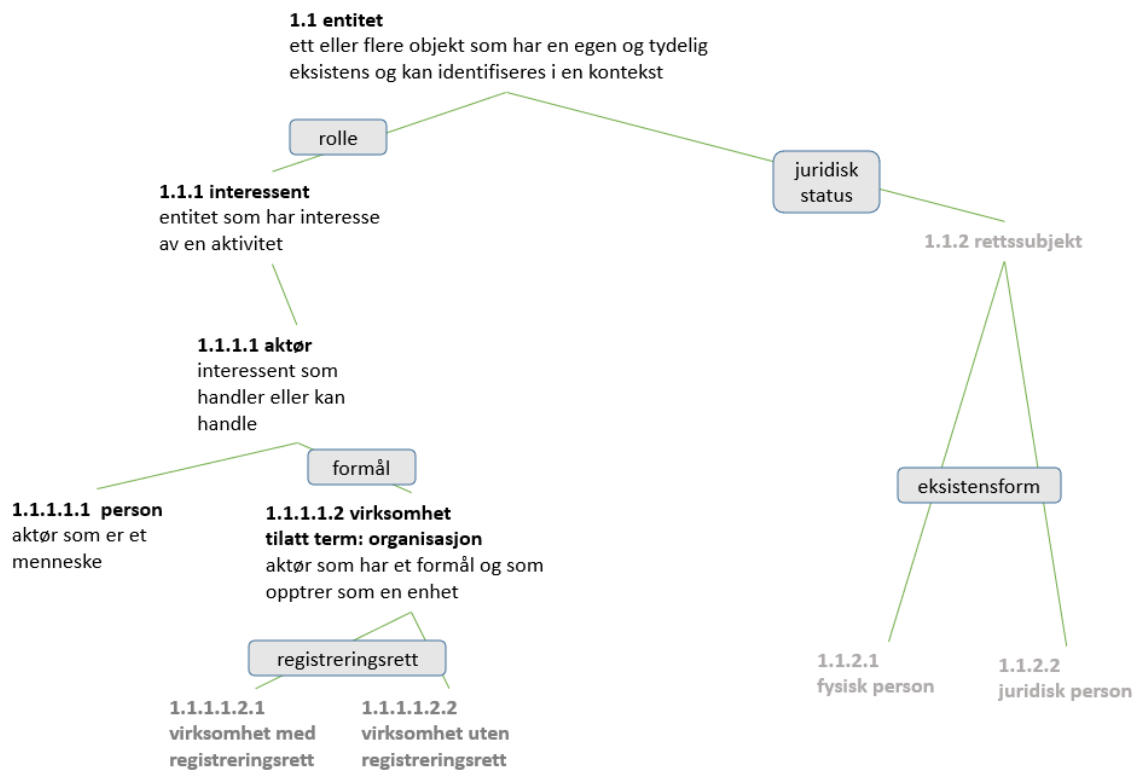 1.1 entitet
ett eller flere objekt som har en egen og tydelig
eksistens og kan identifiseres i en kontekst
rolle
juridisk
status
1.1.1 interessent
entitet som har interesse
av en aktivitet
1.1.2 rettssubjekt
1.1.1.1 aktør
interessent som
handler eller kan
handle
formål
eksistensform
1.1.1.1.1 person
aktør som er et
menneske
1.1.1.1.2 virksomhet
tilatt term: organisasjon
aktør som har et formål og som
opptrer som en enhet
registreringsrett
1.1.2.1
fysisk person
1.1.2.2
juridisk person
1.1.1.1.2.1
virksomhet med
registreringsrett
1.1.1.1.2.2
virksomhet uten
registreringsrett